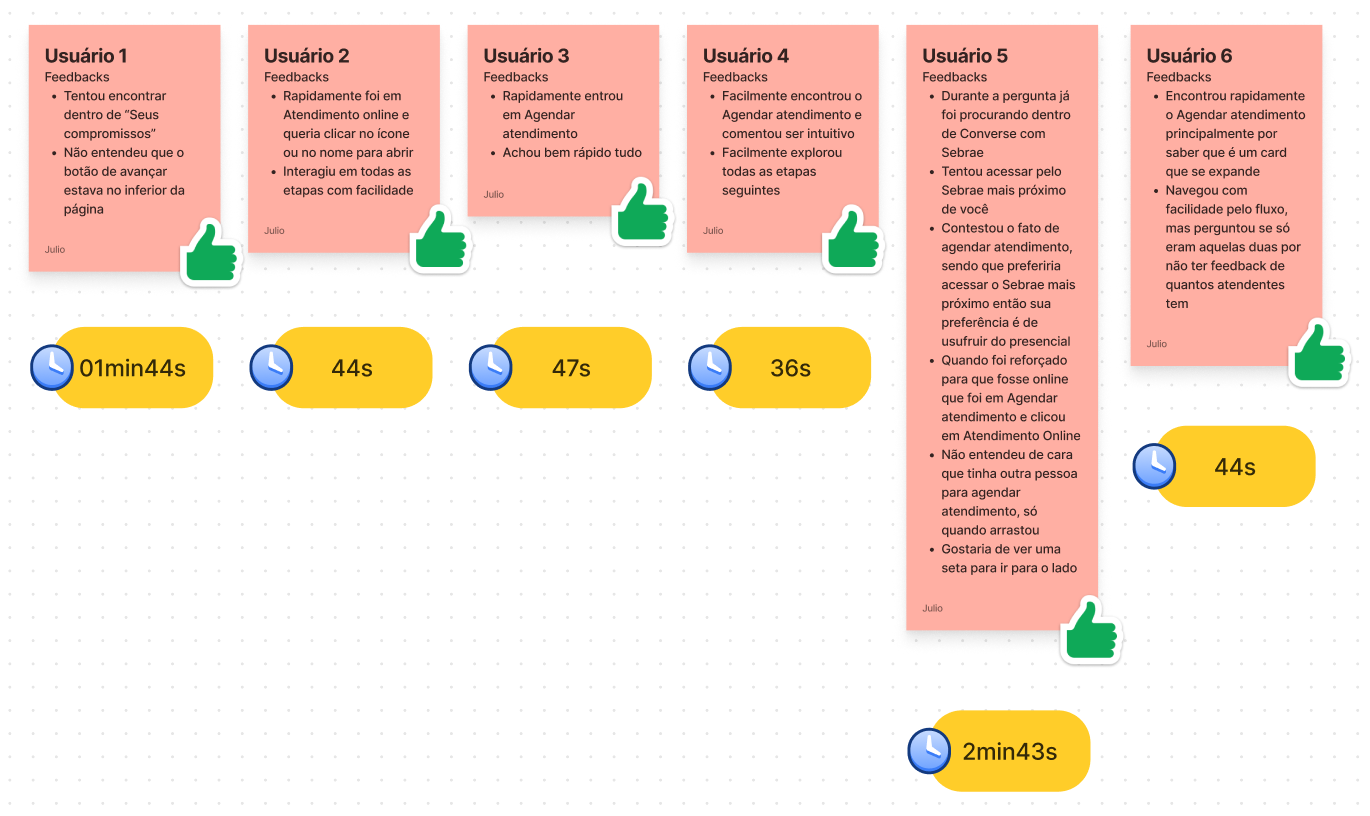 Usuário 1
Feedbacks
• Tentou encontrar
dentro de “Seus
compromissos”
• Não entendeu que o
botão de avançar
estava no inferior da
página
Julio
01min44s
Usuário 2
Feedbacks
• Rapidamente foi em
Atendimento online e
queria clicar no ícone
ou no nome para abrir
• Interagiu em todas as
etapas com facilidade
Julio
44s
Usuário 3
Feedbacks
• Rapidamente entrou
em Agendar
atendimento
• Achou bem rápido tudo
Julio
47s
Usuário 4
Feedbacks
• Facilmente encontrou o
Agendar atendimento e
comentou ser intuitivo
• Facilmente explorou
todas as etapas
seguintes
Julio
36s
Usuário 5
Feedbacks
• Durante a pergunta já
foi procurando dentro
de Converse com
Sebrae
• Tentou acessar pelo
Sebrae mais próximo
de você
• Contestou o fato de
agendar atendimento,
sendo que preferiria
acessar o Sebrae mais
próximo então sua
preferência é de
usufruir do presencial
• Quando foi reforçado
para que fosse online
que foi em Agendar
atendimento e clicou
em Atendimento Online
• Não entendeu de cara
que tinha outra pessoa
para agendar
atendimento, só
quando arrastou
• Gostaria de ver uma
seta para ir para o lado
Julio
2min43s
Usuário 6
Feedbacks
• Encontrou rapidamente
o Agendar atendimento
principalmente por
saber que é um card
que se expande
• Navegou com
facilidade pelo fluxo,
mas perguntou se só
eram aquelas duas por
não ter feedback de
quantos atendentes
tem
Julio
44s